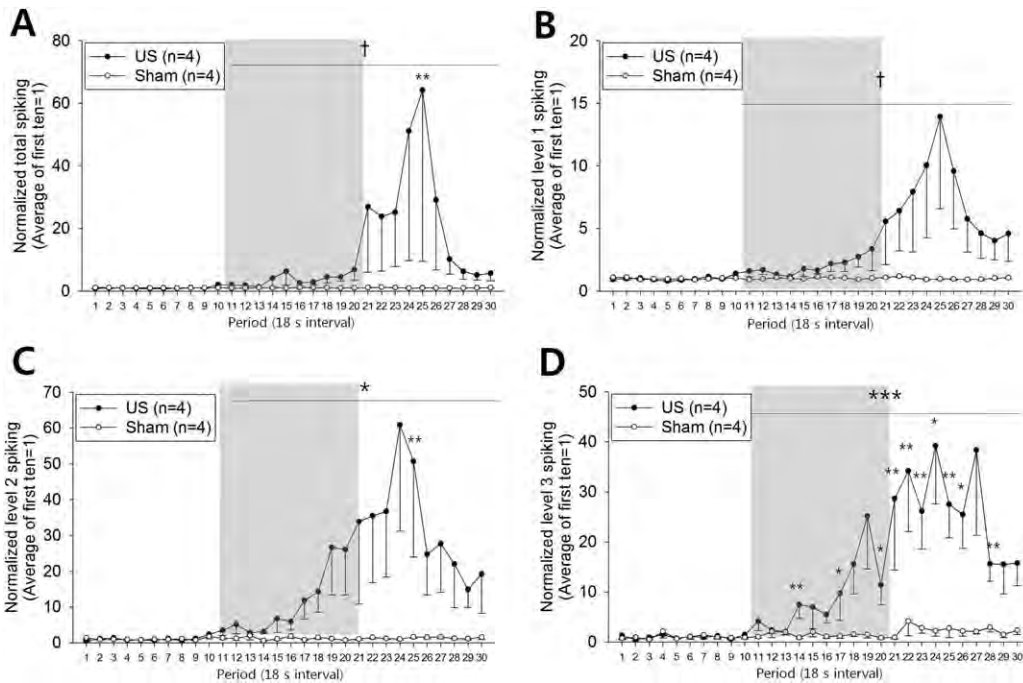 A
Normalized total spiking
(Average of first ten=1)
80
60
40
20
0
US (n=4)
Sham (n=4)
†
**
1 2 3 4 5 6 7 8 9 10 11 12 13 14 15 16 17 18 19 20 21 22 23 24 25 26 27 28 29 30
Period (18 s interval)
B
Normalized level 1 spiking
(Average of first ten=1)
20
15
10
5
0
US (n=4)
Sham (n=4)
†
1 2 3 4 5 6 7 8 9 10 11 12 13 14 15 16 17 18 19 20 21 22 23 24 25 26 27 28 29 30
Period (18 s interval)
C
Normalized level 2 spiking
(Average of first ten=1)
70
60
50
40
30
20
10
0
US (n=4)
Sham (n=4)
*
**
1 2 3 4 5 6 7 8 9 10 11 12 13 14 15 16 17 18 19 20 21 22 23 24 25 26 27 28 29 30
Period (18 s interval)
D
Normalized level 3 spiking
(Average of first ten=1)
50
40
30
20
10
0
US (n=4)
Sham (n=4)
***
** * * ** ** ** * ** * **
1 2 3 4 5 6 7 8 9 10 11 12 13 14 15 16 17 18 19 20 21 22 23 24 25 26 27 28 29 30
Period (18 s interval)